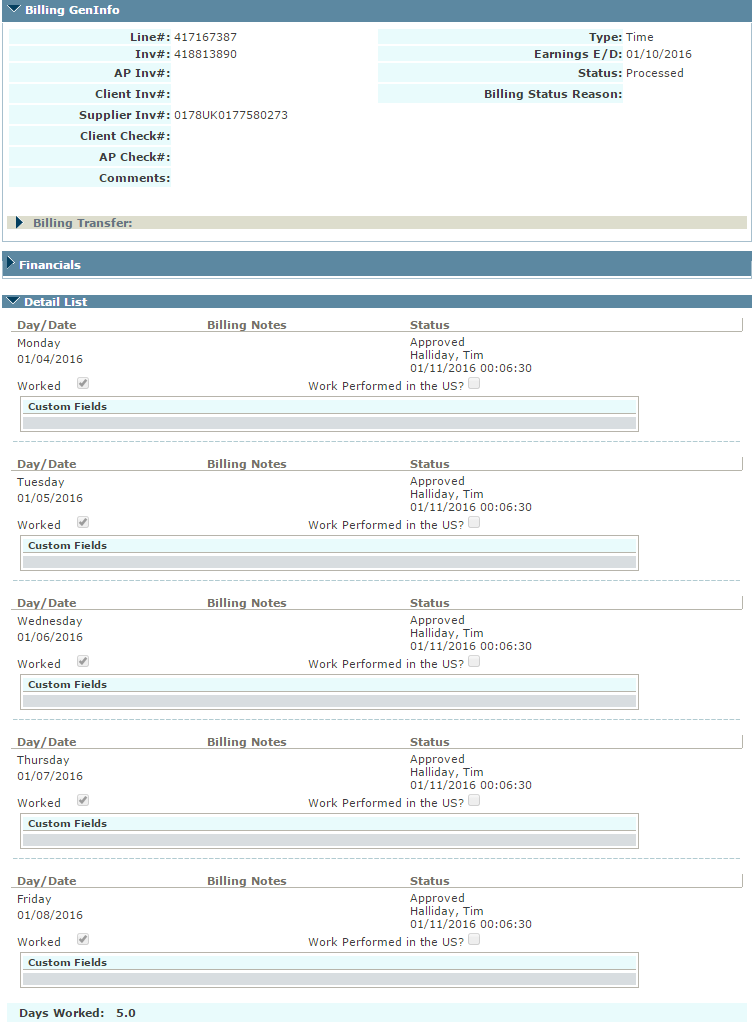 Billing GenInfo
Line#: 417167387 Type: Time
Inv#: 418813890 Earnings E/D: 01/10/2016
AP Inv#: Status: Processed
Client Inv#: Billing Status Reason:
Supplier Inv#: 0178UK0177580273
Client Check#:
AP Check#:
Comments:
Billing Transfer:
Financials
Detail List
Day/Date Billing Notes Status
Monday Approved
01/04/2016 Halliday, Tim
01/11/2016 00:06:30
Worked Work Performed in the US?
Custom Fields
Day/Date Billing Notes Status
Tuesday Approved
01/05/2016 Halliday, Tim
01/11/2016 00:06:30
Worked Work Performed in the US?
Custom Fields
Day/Date Billing Notes Status
Wednesday Approved
01/06/2016 Halliday, Tim
01/11/2016 00:06:30
Worked Work Performed in the US?
Custom Fields
Day/Date Billing Notes Status
Thursday Approved
01/07/2016 Halliday, Tim
01/11/2016 00:06:30
Worked Work Performed in the US?
Custom Fields
Day/Date Billing Notes Status
Friday Approved
01/08/2016 Halliday, Tim
01/11/2016 00:06:30
Worked Work Performed in the US?
Custom Fields
Days Worked: 5.0